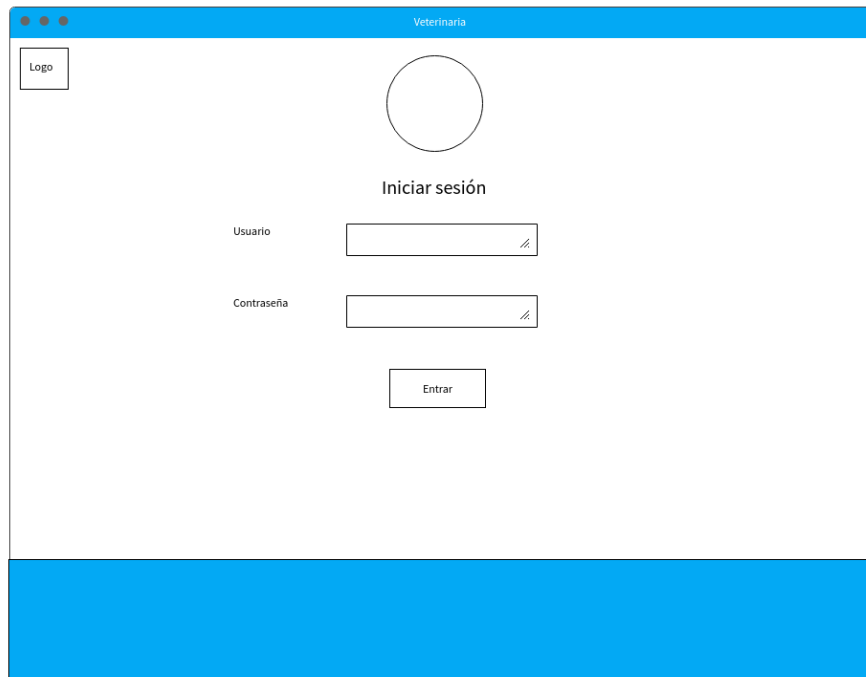 Veterinaria
Logo
Iniciar sesión
Usuario
Contraseña
Entrar